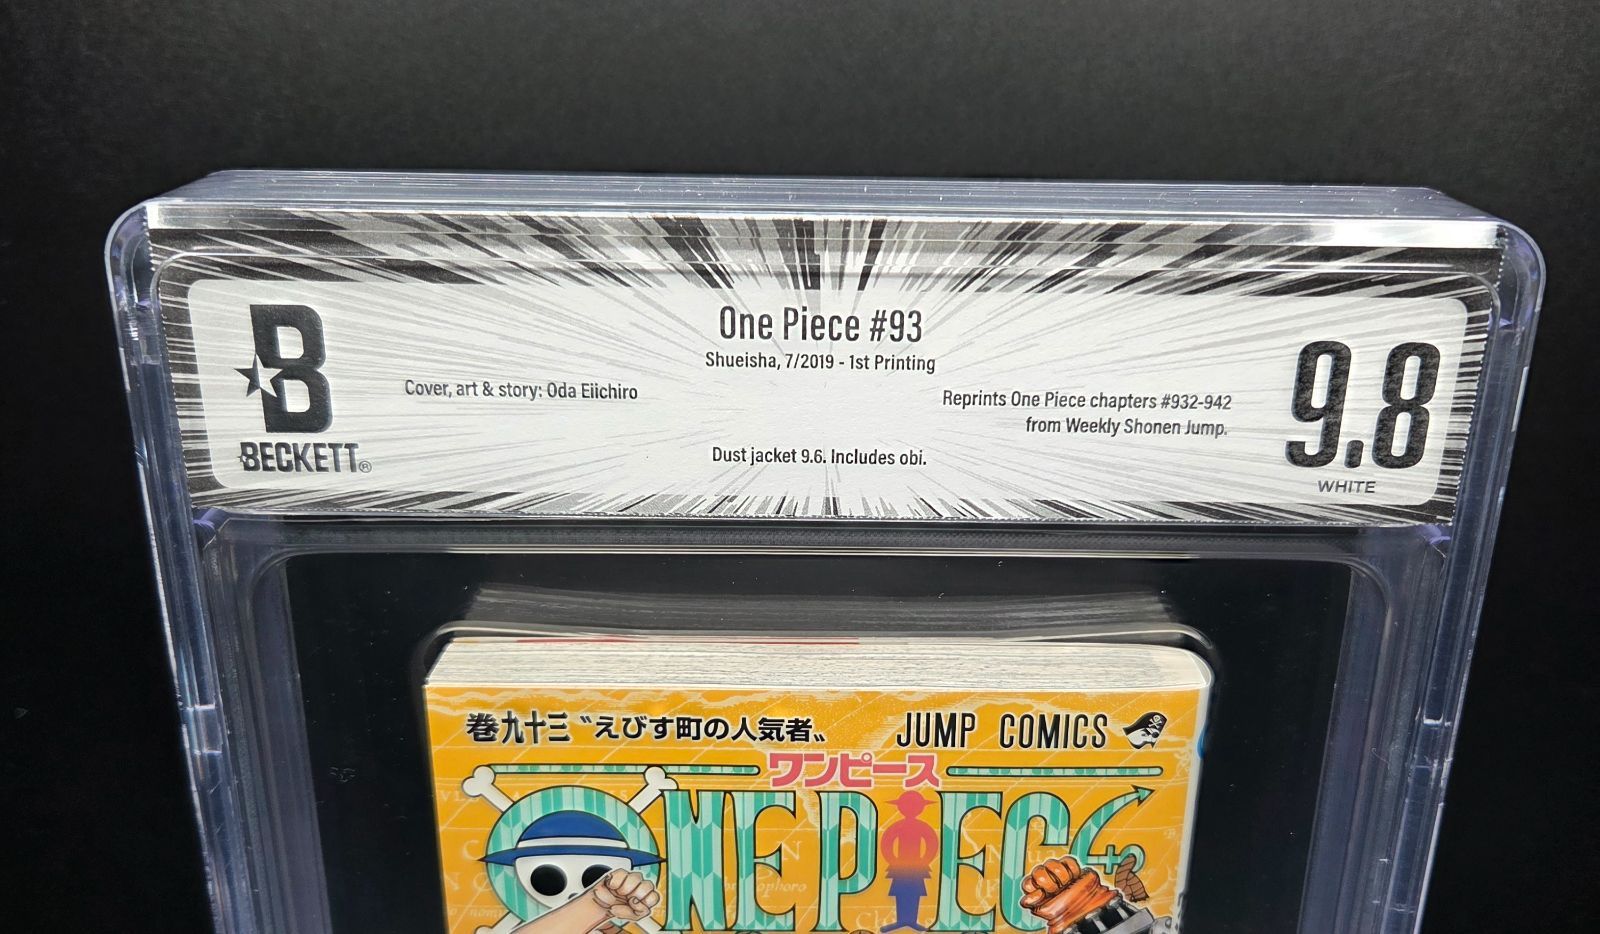 One Piece #93
Shueisha, 7/2019 - 1st Printing
Cover, art & story: Oda Eiichiro
Reprints One Piece chapters #932-942
from Weekly Shonen Jump.
Dust jacket 9.6. Includes obi.
B
BECKETT®
9.8
WHITE
巻九十三〝えびす町の人気者〟
JUMP COMICS
ワンピース
ONE PIECE